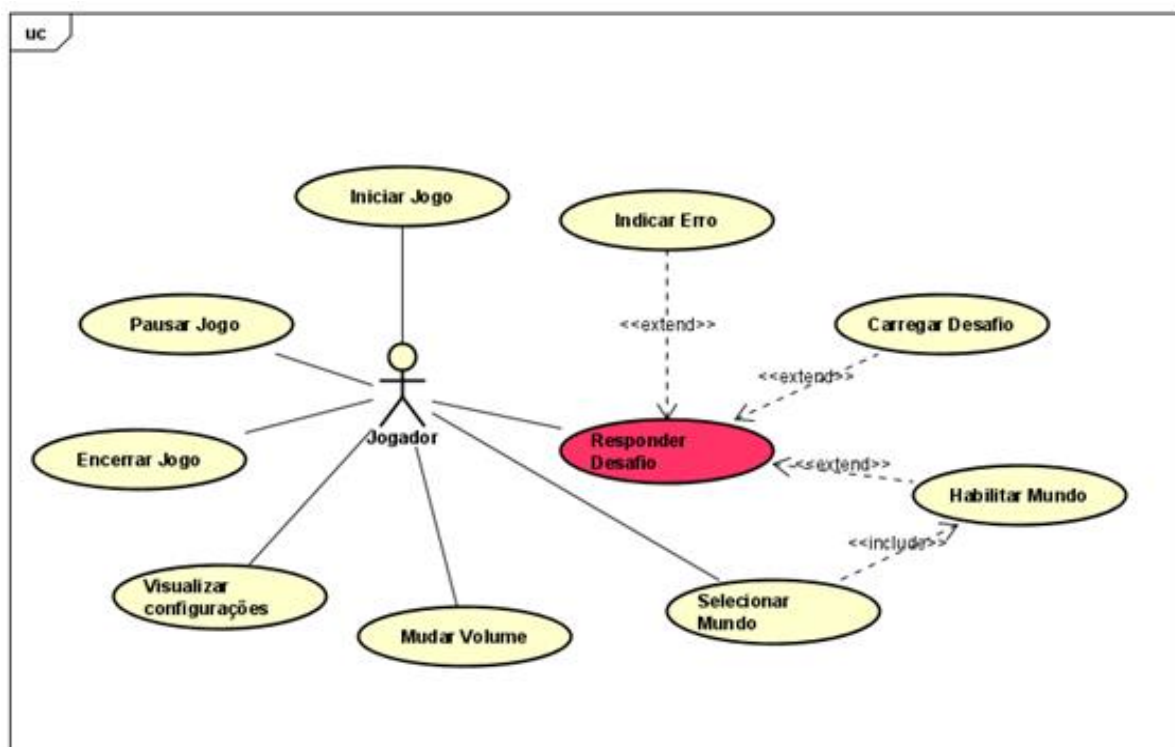 uc
Iniciar Jogo
Indicar Erro
Pausar Jogo
<<extend>>
Carregar Desafio
<<extend>>
Jogador
Responder
Desafio
Encerrar Jogo
<<extend>>
Habilitar Mundo
<<include>>
Visualizar
configurações
Selecionar
Mundo
Mudar Volume